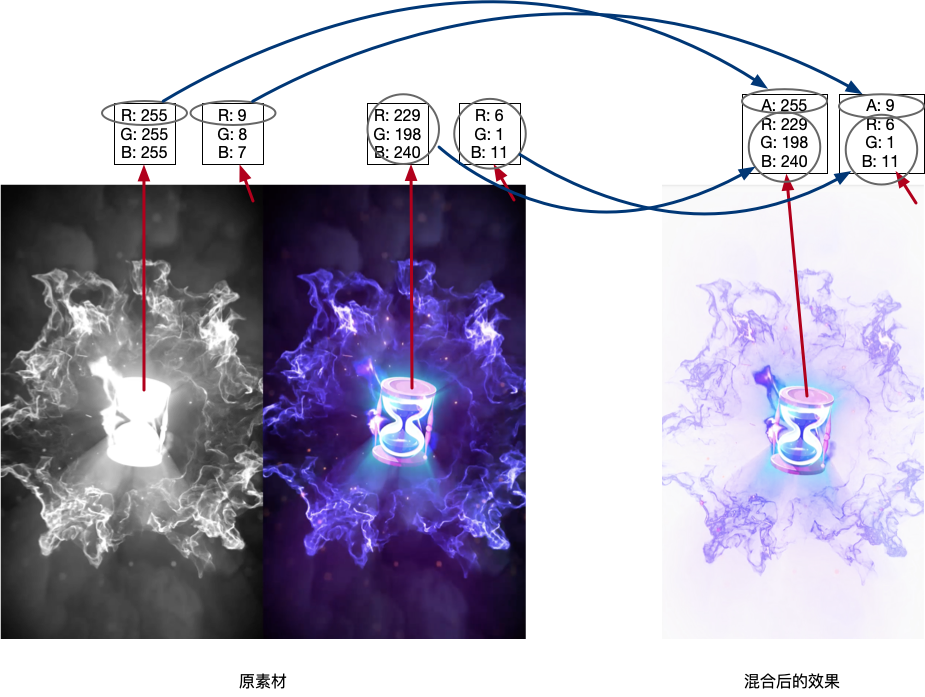 R: 255
G: 255
B: 255
R: 9
G: 8
B: 7
R: 229
G: 198
B: 240
R: 6
G: 1
B: 11
A: 255
R: 229
G: 198
B: 240
A: 9
R: 6
G: 1
B: 11
原素材
混合后的效果